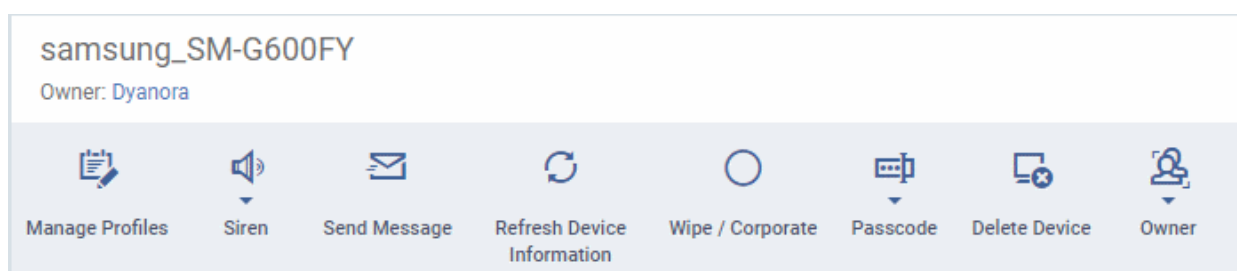 samsung_SM-G600FY
Owner: Dyanora
Manage Profiles
Siren
Send Message
Refresh Device
Information
Wipe / Corporate
Passcode
Delete Device
Owner